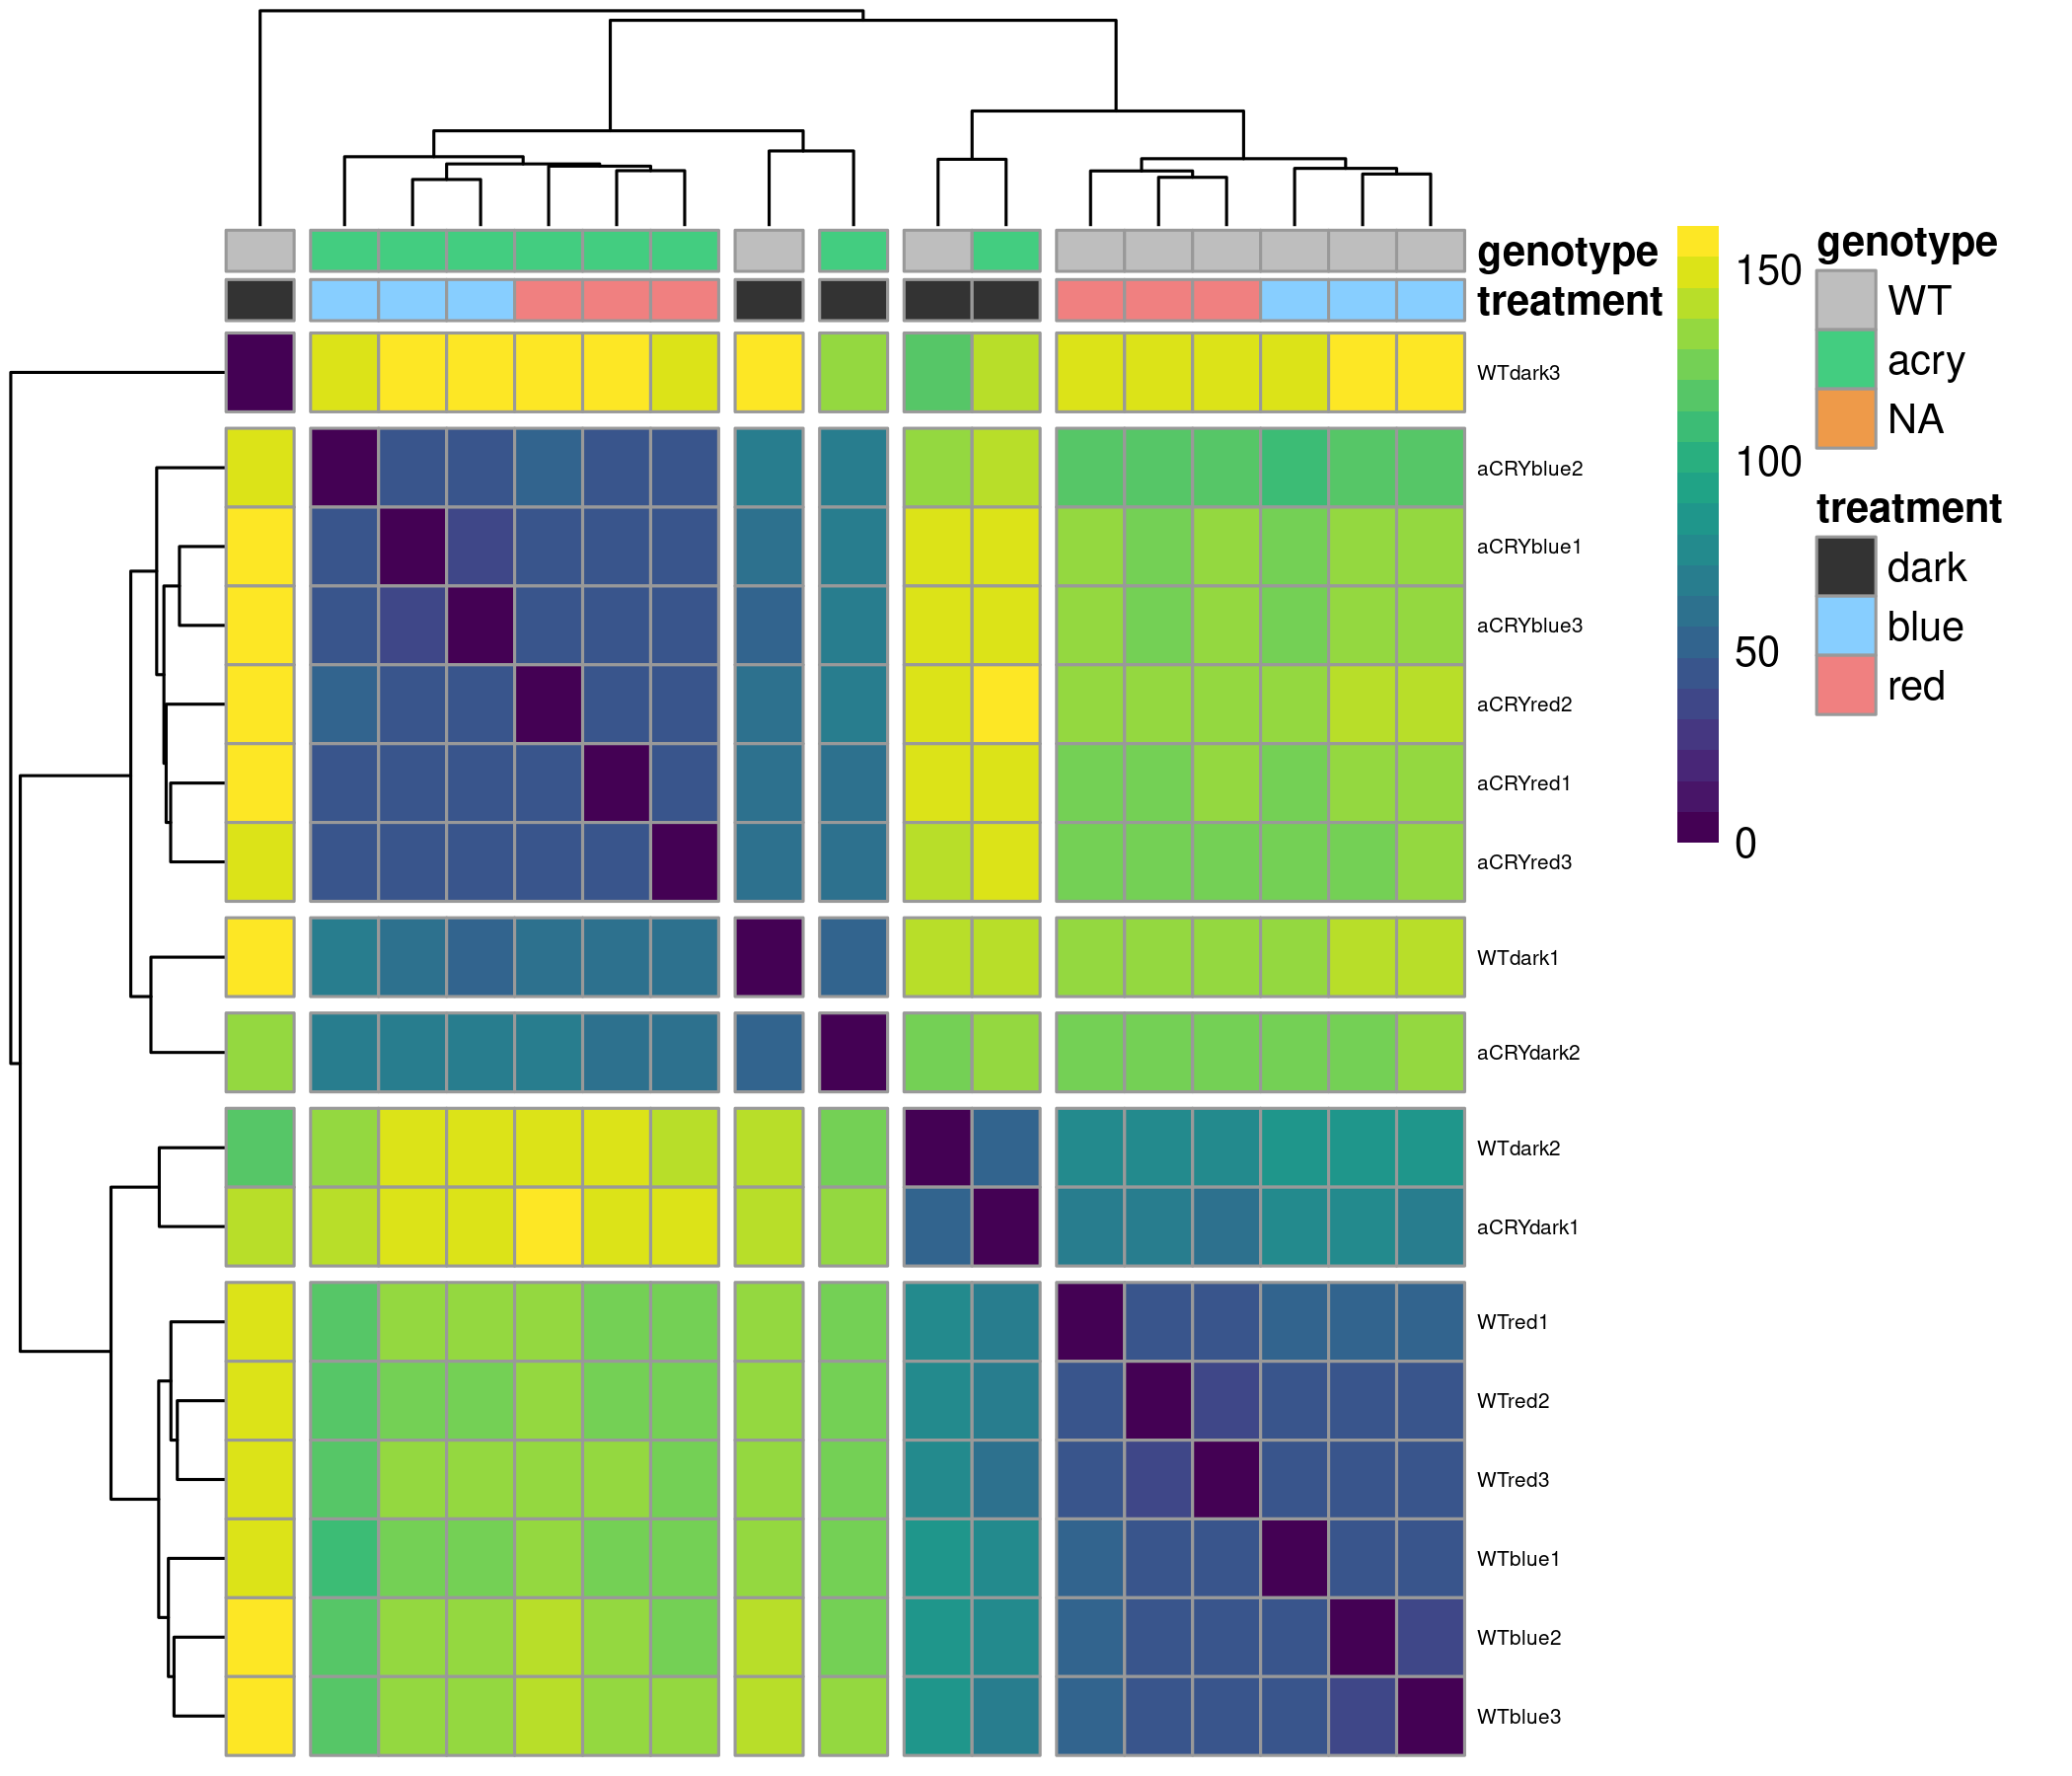 genotype
treatment
WTdark3
aCRYblue2
aCRYblue1
aCRYblue3
aCRYred2
aCRYred1
aCRYred3
WTdark1
aCRYdark2
WTdark2
aCRYdark1
WTred1
WTred2
WTred3
WTblue1
WTblue2
WTblue3
150
100
50
0
genotype
WT
acry
NA
treatment
dark
blue
red